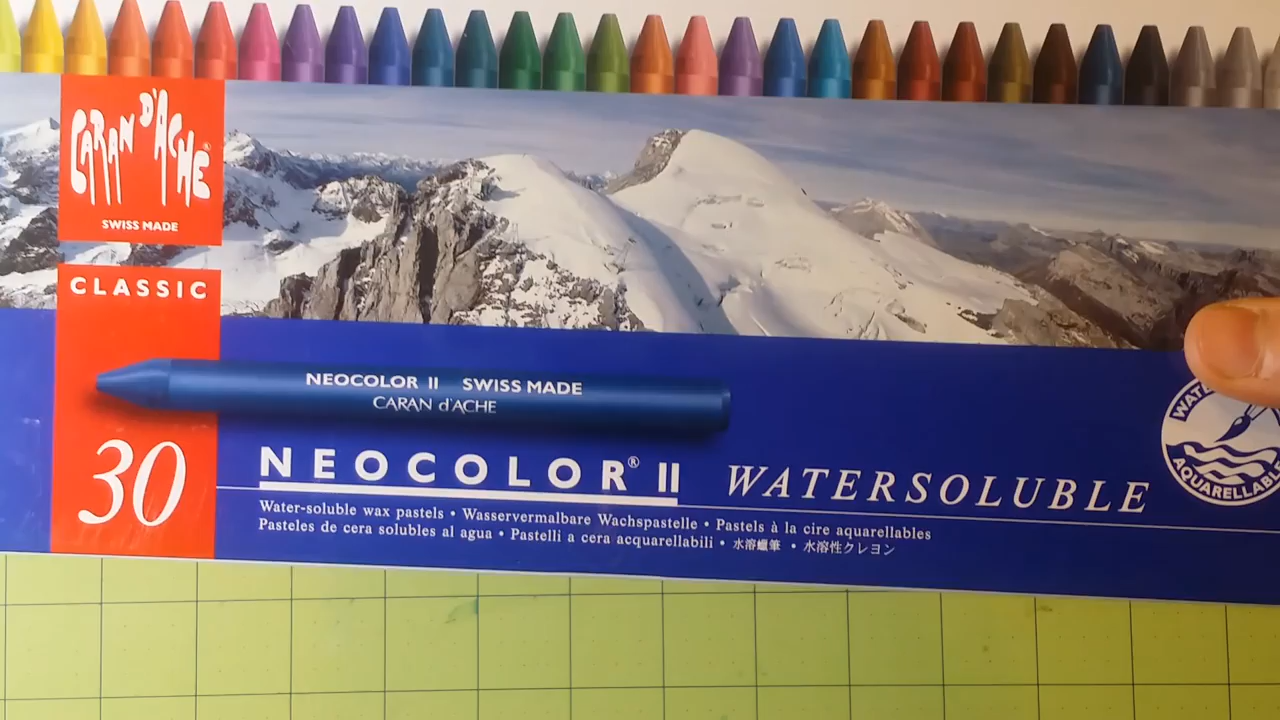 CARAN D'ACHE®
SWISS MADE
CLASSIC
NEOCOLOR II SWISS MADE
CARAN d'ACHE
30
NEOCOLOR® II WATERSOLUBLE
Water-soluble wax pastels • Wasservermalbare Wachspastelle • Pastels à la cire aquarellables
Pasteles de cera solubles al agua • Pastelli a cera acquarellabili • 水溶蠟筆 • 水溶性クレヨン